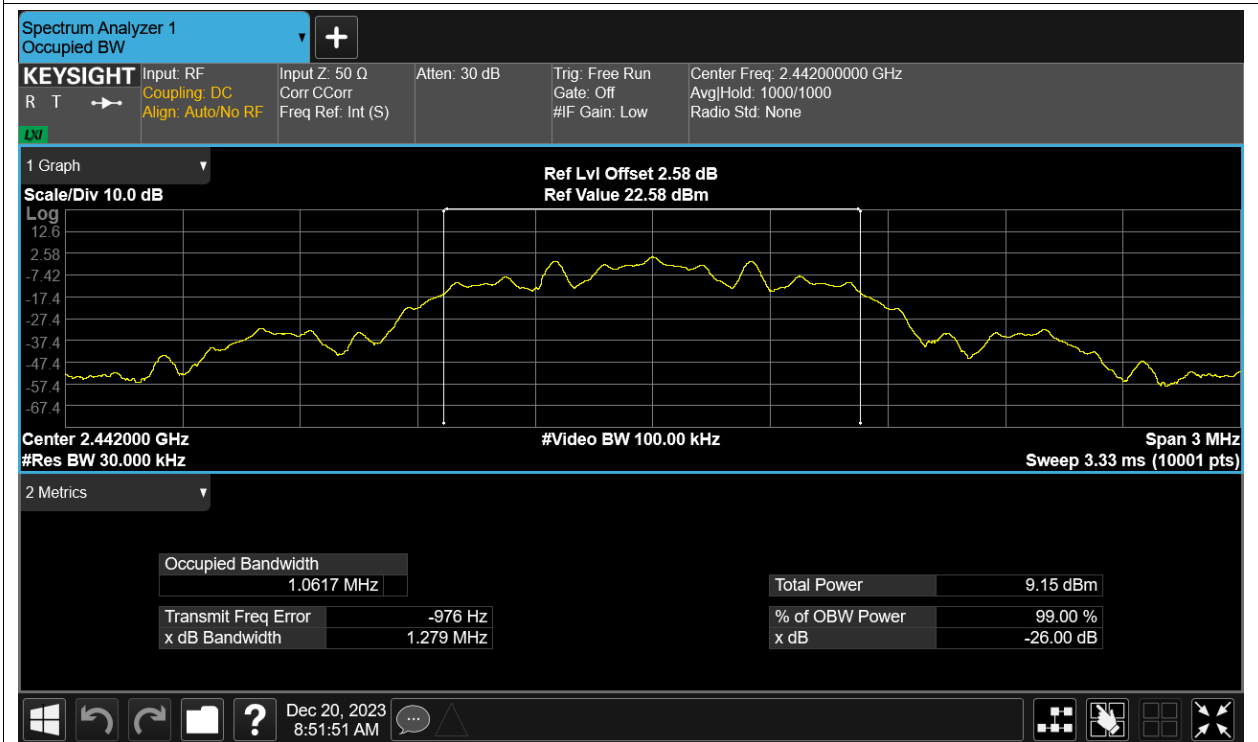 Spectrum Analyzer 1
Occupied BW
KEYSIGHT
R T
LXI
Input: RF
Coupling: DC
Align: Auto/No RF
Input Z: 50 Ω
Corr CCorr
Freq Ref: Int (S)
Atten: 30 dB
Trig: Free Run
Gate: Off
#IF Gain: Low
Center Freq: 2.442000000 GHz
Avg|Hold: 1000/1000
Radio Std: None
1 Graph
Scale/Div 10.0 dB
Ref Lvl Offset 2.58 dB
Ref Value 22.58 dBm
Log
12.6
2.58
-7.42
-17.4
-27.4
-37.4
-47.4
-57.4
-67.4
Center 2.442000 GHz
#Res BW 30.000 kHz
#Video BW 100.00 kHz
Span 3 MHz
Sweep 3.33 ms (10001 pts)
2 Metrics
Occupied Bandwidth
1.0617 MHz
Transmit Freq Error -976 Hz
x dB Bandwidth 1.279 MHz
Total Power 9.15 dBm
% of OBW Power 99.00 %
x dB -26.00 dB
?
Dec 20, 2023
8:51:51 AM